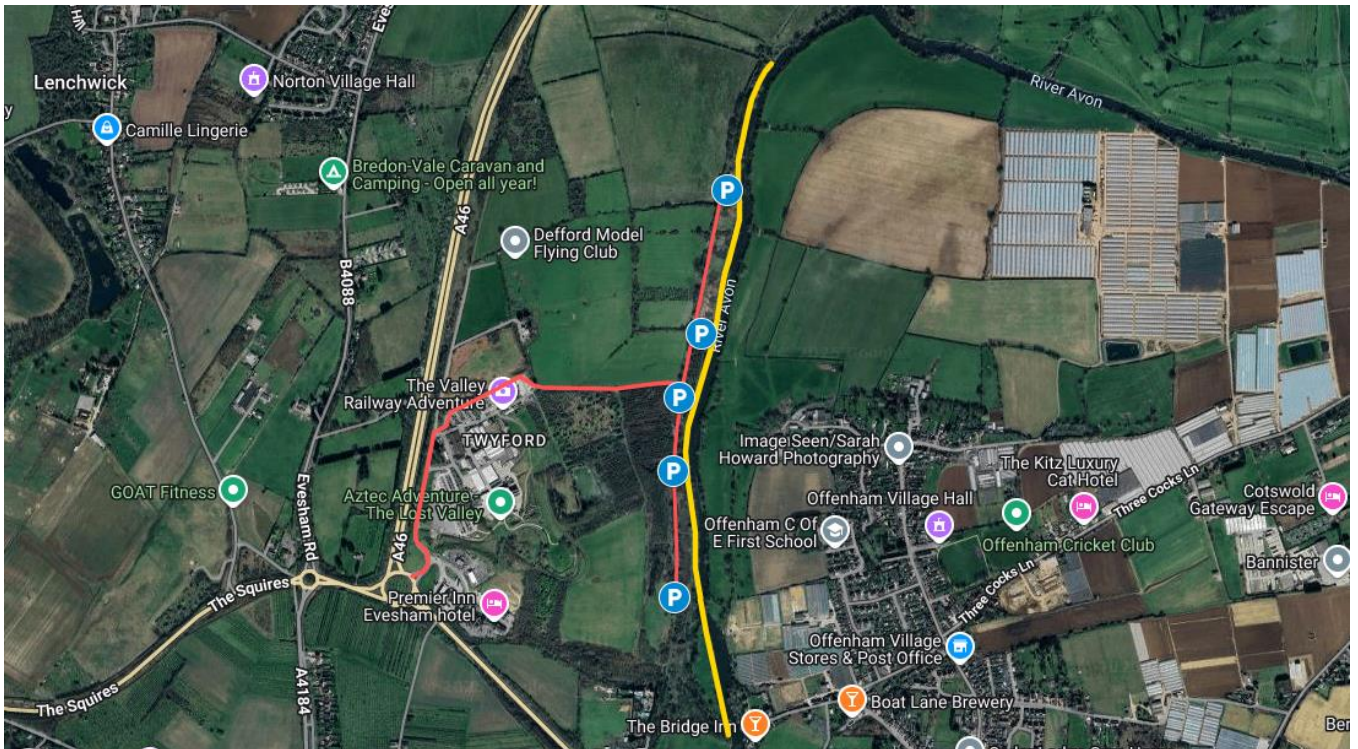 Lenchwick
Norton Village Hall
Camille Lingerie
Bredon-Vale Caravan and
Camping - Open all year!
A46
B4088
Defford Model
Flying Club
River Avon
River Avon
P
P
P
P
P
The Valley
Railway Adventure
TWYFORD
Aztec Adventure -
The Lost Valley
GOAT Fitness
Evesham Rd
A46
The Squires
The Squires
A4184
Premier Inn
Evesham hotel
Image Seen/Sarah
Howard Photography
Offenham Village Hall
Offenham C Of
E First School
The Kitz Luxury
Cat Hotel
Offenham Cricket Club
Three Cocks Ln
Three Cocks Ln
Cotswold
Gateway Escape
Bannister
Offenham Village
Stores & Post Office
Boat Lane Brewery
The Bridge Inn